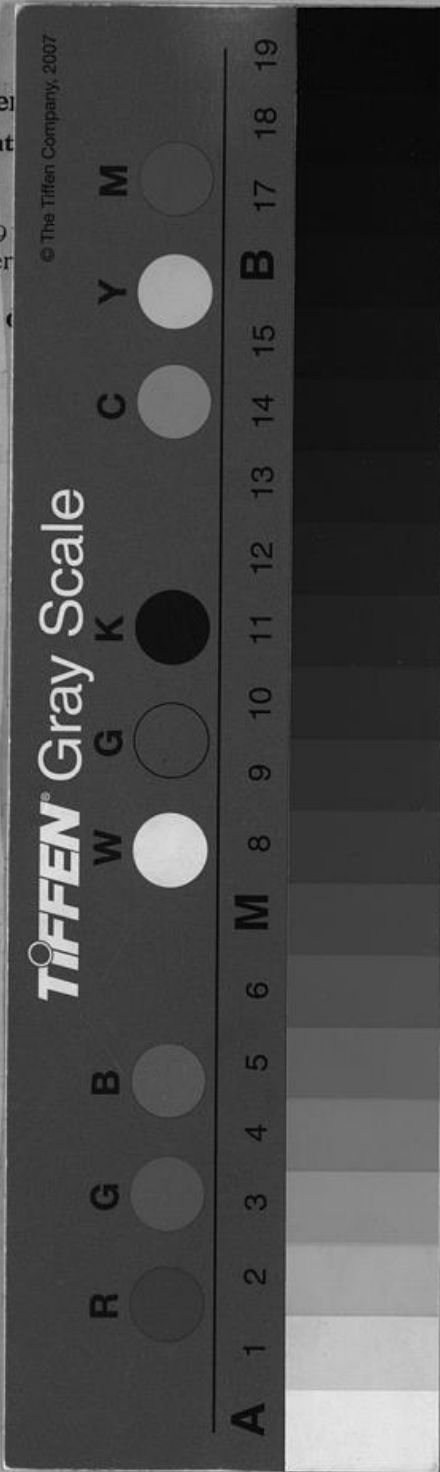 © The Tiffen Company, 2007
TIFFEN® Gray Scale
R G B W G K C Y M
A 1 2 3 4 5 6 M 8 9 10 11 12 13 14 15 B 17 18 19